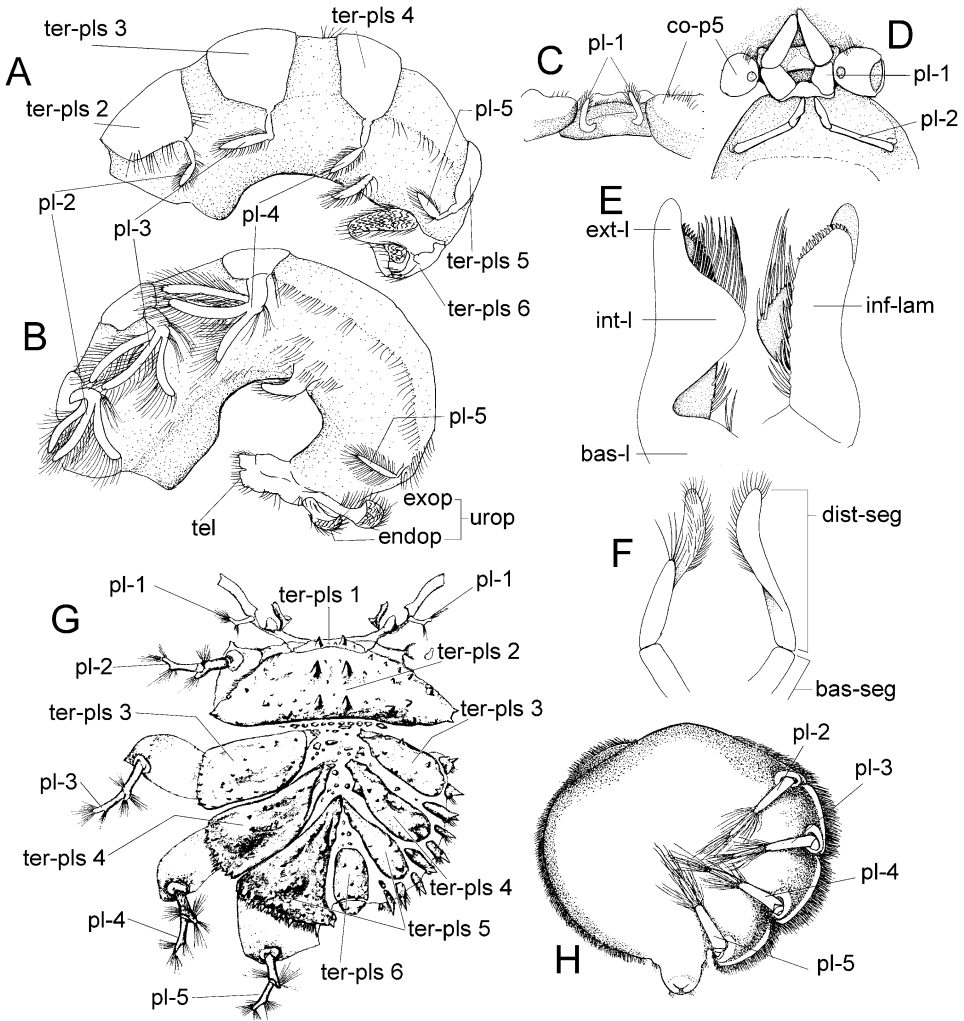 A
ter-pls 3
ter-pls 4
ter-pls 2
pl-5
pl-2
pl-3
pl-4
ter-pls 5
ter-pls 6
B
pl-5
tel
exop
endop
urop
C
pl-1
co-p5
D
pl-1
pl-2
E
ext-l
int-l
inf-lam
bas-l
F
dist-seg
bas-seg
G
pl-1
ter-pls 1
pl-1
pl-2
ter-pls 2
ter-pls 3
ter-pls 3
pl-3
ter-pls 4
ter-pls 4
pl-4
ter-pls 5
ter-pls 6
pl-5
H
pl-2
pl-3
pl-4
pl-5